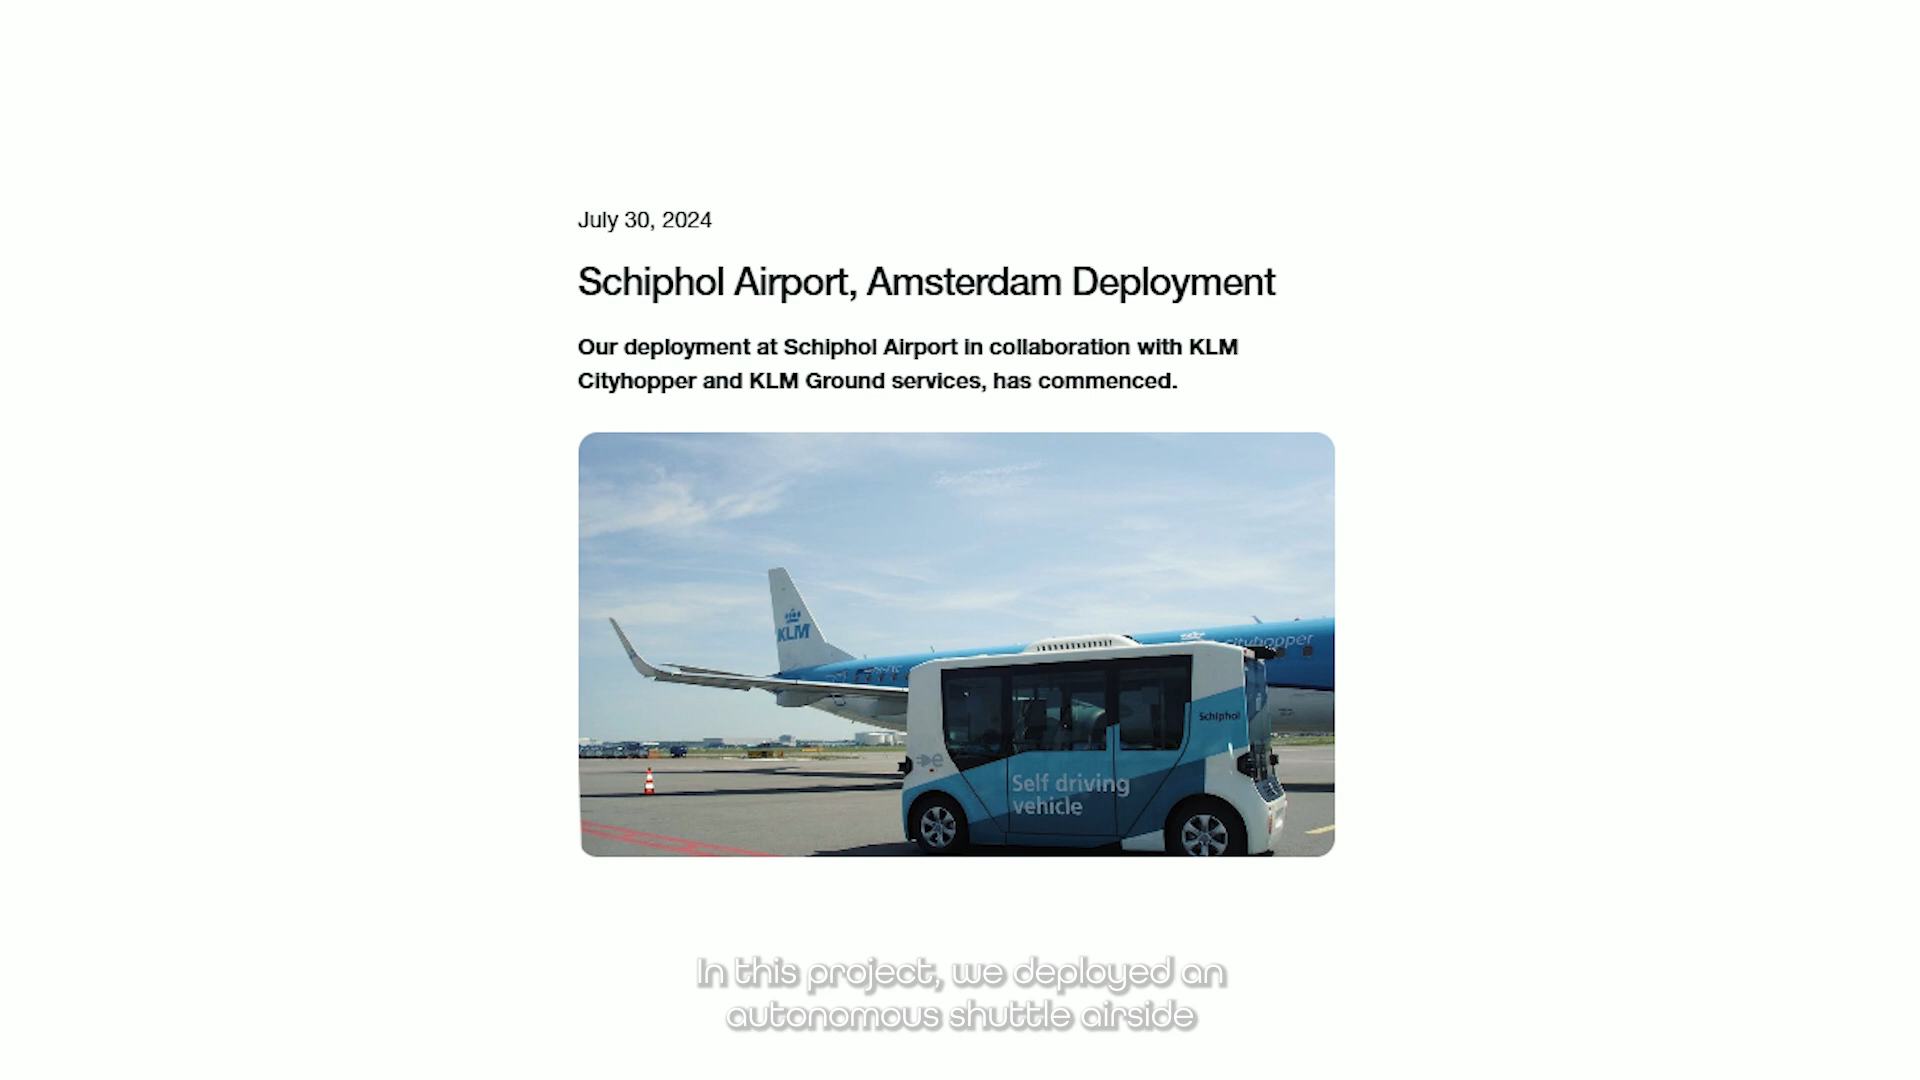 July 30, 2024
Schiphol Airport, Amsterdam Deployment
Our deployment at Schiphol Airport in collaboration with KLM
Cityhopper and KLM Ground services, has commenced.
KLM
cityhopper
Schiphol
e
Self driving
vehicle
In this project, we deployed an
autonomous shuttle airside